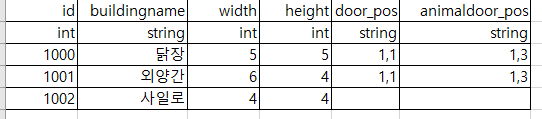 id buildingname width height door_pos animaldoor_pos
int string int int string string
1000 닭장 5 5 1,1 1,3
1001 외양간 6 4 1,1 1,3
1002 사일로 4 4